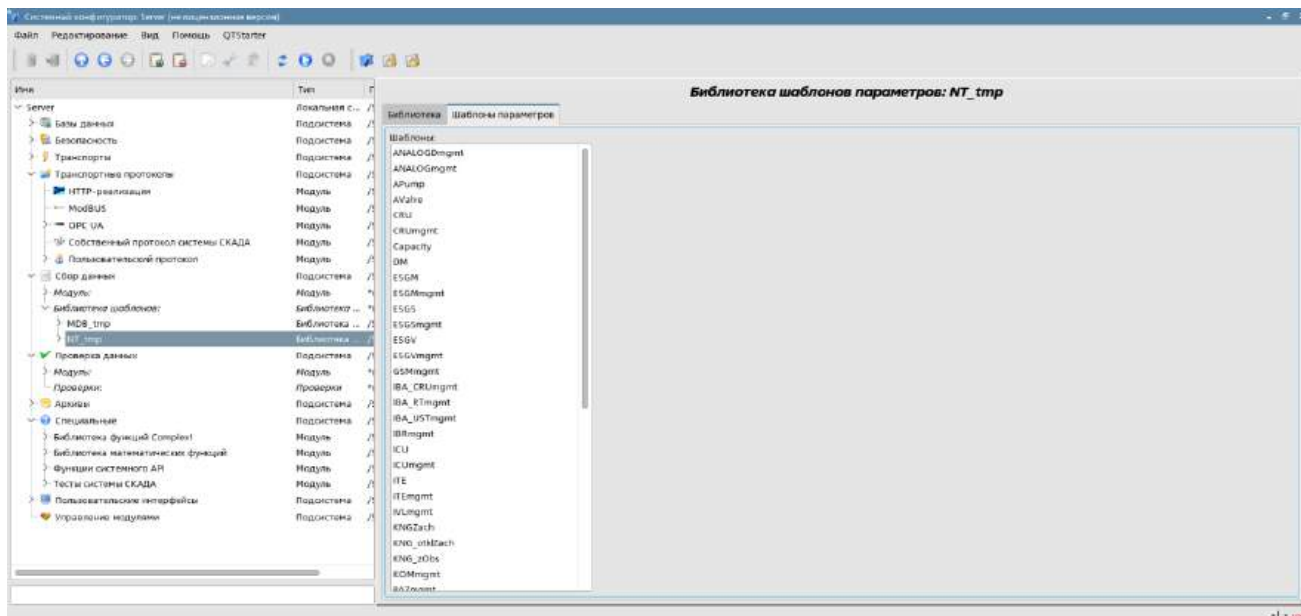 Системный конфигуратор: Server (не лицензионная версия)
Файл Редактирование Вид Помощь QTStarter
Имя Тип П
Server Локальная с... /
Базы данных Подсистема
Безопасность Подсистема
Транспорты Подсистема
Транспортные протоколы Подсистема
HTTP-реализация Модуль
ModBUS Модуль
OPC UA Модуль
Собственный протокол системы СКАДА Модуль
Пользовательский протокол Модуль
Сбор данных Подсистема
Модуль: Модуль
Библиотека шаблонов: Библиотека ...
MDB_tmp Библиотека ...
NT_tmp Библиотека ...
Проверка данных Подсистема
Модуль: Модуль
Проверки: Проверки
Архивы Подсистема
Специальные Подсистема
Библиотека функций Complex1 Модуль
Библиотека математических функций Модуль
Функции системного API Модуль
Тесты системы СКАДА Модуль
Пользовательские интерфейсы Подсистема
Управление модулями Подсистема
Библиотека шаблонов параметров: NT_tmp
Библиотека Шаблоны параметров
Шаблоны:
ANALOGDmgmt
ANALOGmgmt
APump
AValve
CRU
CRUmgmt
Capacity
DM
ESGM
ESGMmgmt
ESGS
ESGSmgmt
ESGV
ESGVmgmt
GSMmgmt
IBA_CRUmgmt
IBA_RTmgmt
IBA_USTmgmt
IBRmgmt
ICU
ICUmgmt
ITE
ITEmgmt
IVLmgmt
KNGZach
KNG_otklZach
KNG_zObs
KOMmgmt